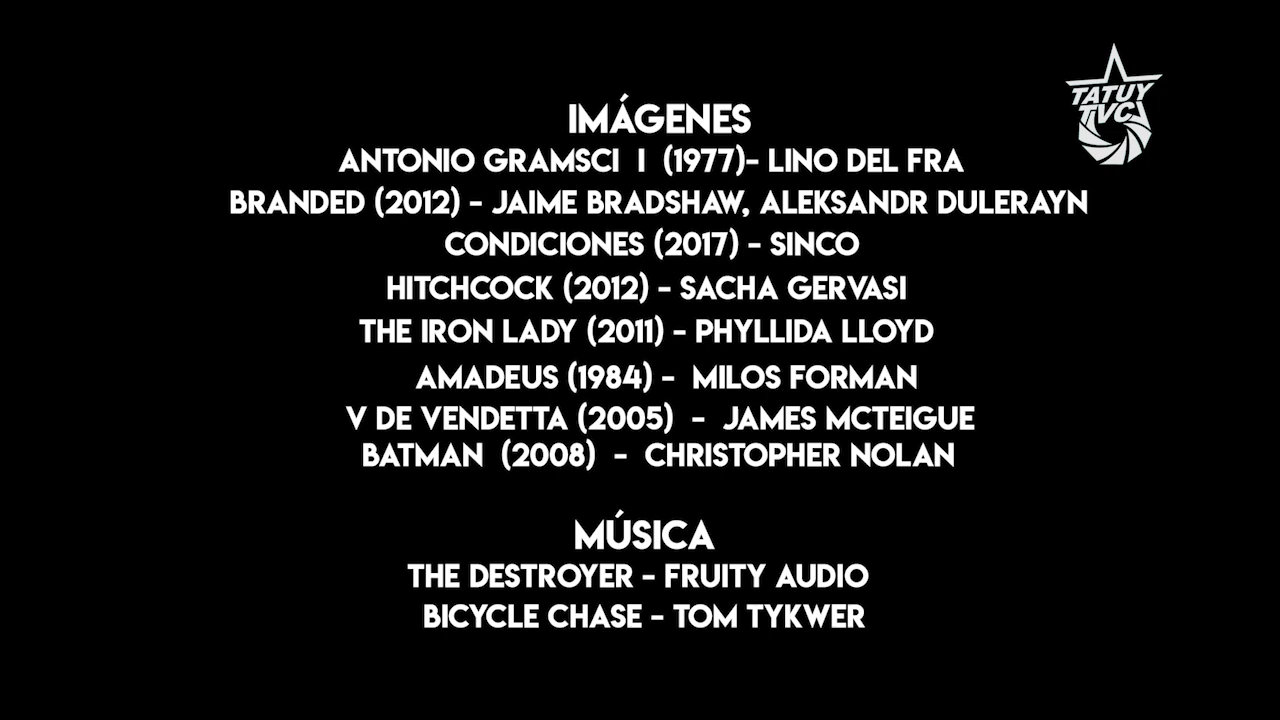 TATUY
TVC
IMÁGENES
ANTONIO GRAMSCI I (1977)- LINO DEL FRA
BRANDED (2012) - JAIME BRADSHAW, ALEKSANDR DULERAYN
CONDICIONES (2017) - SINCO
HITCHCOCK (2012) - SACHA GERVASI
THE IRON LADY (2011) - PHYLLIDA LLOYD
AMADEUS (1984) - MILOS FORMAN
V DE VENDETTA (2005) - JAMES MCTEIGUE
BATMAN (2008) - CHRISTOPHER NOLAN
MÚSICA
THE DESTROYER - FRUITY AUDIO
BICYCLE CHASE - TOM TYKWER